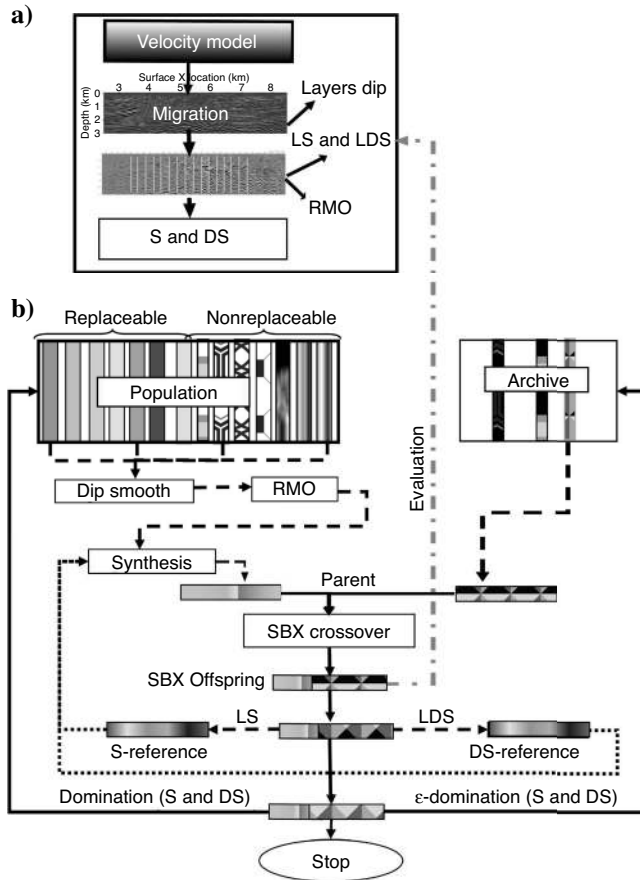 a)
Velocity model
Surface X location (km)
3 4 5 6 7 8
Depth (km)
0
1
2
3
Migration
Layers dip
LS and LDS
RMO
S and DS
b)
Replaceable Nonreplaceable
Population
Archive
Evaluation
Dip smooth
RMO
Synthesis
Parent
SBX crossover
SBX Offspring
LS
LDS
S-reference
DS-reference
Domination (S and DS)
ε-domination (S and DS)
Stop